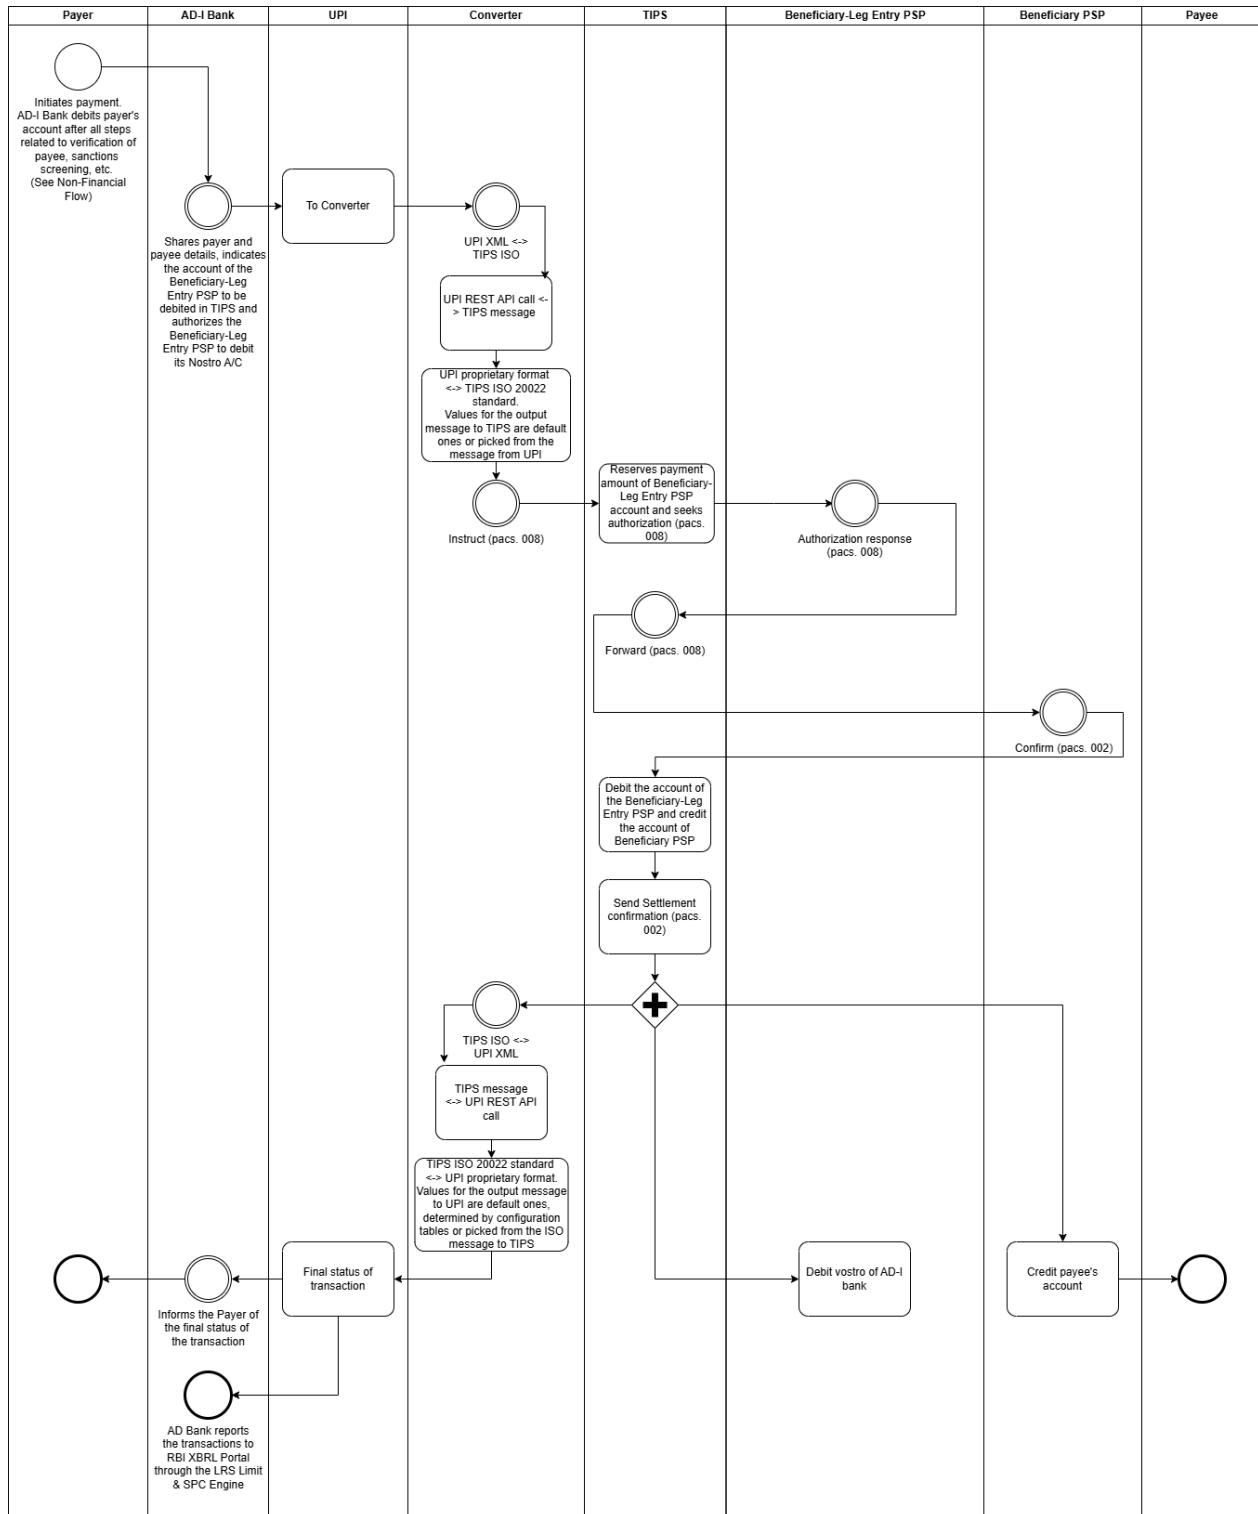 Payer
AD-I Bank
UPI
Converter
TIPS
Beneficiary-Leg Entry PSP
Beneficiary PSP
Payee
Initiates payment.
AD-I Bank debits payer's
account after all steps
related to verification of
payee, sanctions
screening, etc.
(See Non-Financial
Flow)
Shares payer and
payee details, indicates
the account of the
Beneficiary-Leg
Entry PSP to be
debited in TIPS and
authorizes the
Beneficiary-Leg
Entry PSP to debit
its Nostro A/C
To Converter
UPI XML <->
TIPS ISO
UPI REST API call <-
> TIPS message
UPI proprietary format
<-> TIPS ISO 20022
standard.
Values for the output
message to TIPS are default
ones or picked from the
message from UPI
Instruct (pacs. 008)
Reserves payment
amount of Beneficiary-
Leg Entry PSP
account and seeks
authorization (pacs.
008)
Authorization response
(pacs. 008)
Forward (pacs. 008)
Confirm (pacs. 002)
Debit the account of
the Beneficiary-Leg
Entry PSP and credit
the account of
Beneficiary PSP
Send Settlement
confirmation (pacs.
002)
TIPS ISO <->
UPI XML
TIPS message
<-> UPI REST API
call
TIPS ISO 20022 standard
<-> UPI proprietary format.
Values for the output message
to UPI are default ones,
determined by configuration
tables or picked from the ISO
message to TIPS
Final status of
transaction
Informs the Payer of
the final status of
the transaction
Debit vostro of AD-I
bank
Credit payee's
account
AD Bank reports
the transactions to
RBI XBRL Portal
through the LRS Limit
& SPC Engine